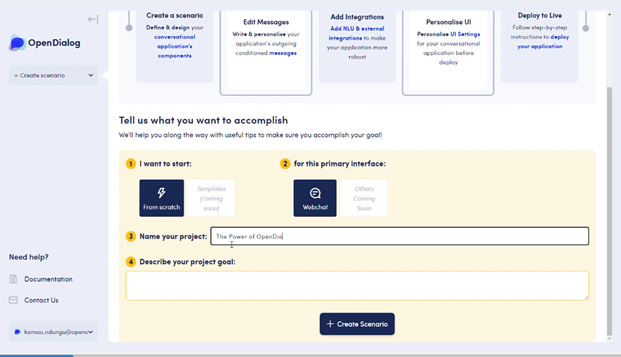 OpenDialog
+ Create scenario
Create a scenario
Define & design your
conversational
application's
components
Edit Messages
Write & personalise your
application's outgoing
conditioned messages
Add Integrations
Add NLU & external
integrations to make
your application more
robust
Personalise UI
Personalise UI Settings
for your conversational
application before
deploy
Deploy to Live
Follow step-by-step
instructions to deploy
your application
Tell us what you want to accomplish
We'll help you along the way with useful tips to make sure you accomplish your goal!
1 I want to start:
From scratch
Templates
(coming
soon)
2 for this primary interface:
Webchat
Others
Coming
Soon
3 Name your project:
The Power of OpenDia
4 Describe your project goal:
+ Create Scenario
Need help?
Documentation
Contact Us
kamau.ndungu@openc